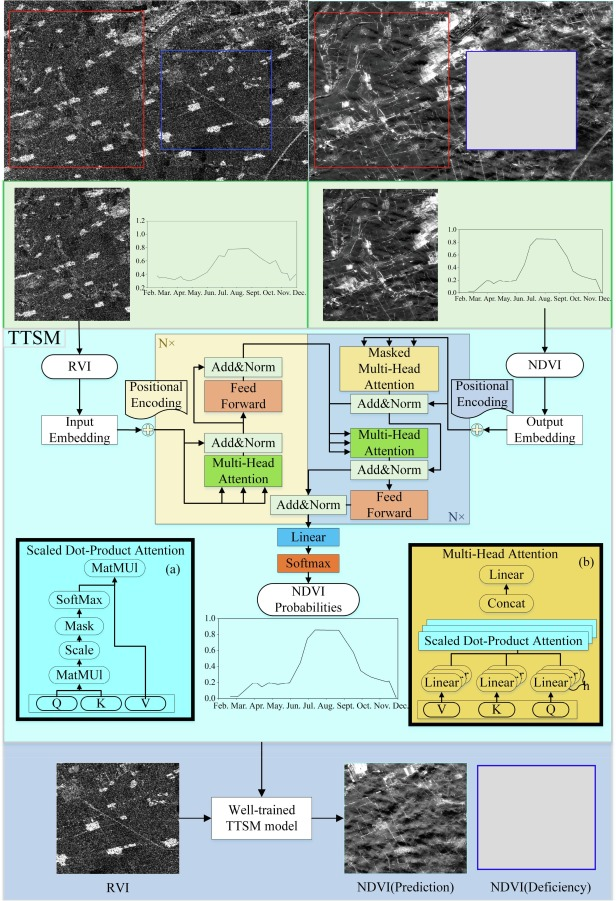 1.2
1.0
0.8
0.6
0.4
0.2
Feb. Mar. Apr. May. Jun. Jul. Aug. Sept. Oct. Nov. Dec.
1.0
0.8
0.6
0.4
0.2
0.0
Feb. Mar. Apr. May. Jun. Jul. Aug. Sept. Oct. Nov. Dec.
TTSM
RVI
Positional
Encoding
Input
Embedding
N×
Add&Norm
Feed
Forward
Add&Norm
Multi-Head
Attention
Masked
Multi-Head
Attention
Add&Norm
Multi-Head
Attention
Add&Norm
Feed
Forward
N×
Add&Norm
NDVI
Positional
Encoding
Output
Embedding
Linear
Softmax
NDVI
Probabilities
Scaled Dot-Product Attention
(a)
MatMUl
SoftMax
Mask
Scale
MatMUl
Q K V
1.0
0.8
0.6
0.4
0.2
0.0
Feb. Mar. Apr. May. Jun. Jul. Aug. Sept. Oct. Nov. Dec.
Multi-Head Attention
(b)
Linear
Concat
Scaled Dot-Product Attention
Linear Linear Linear
h
V K Q
Well-trained
TTSM model
RVI
NDVI(Prediction)
NDVI(Deficiency)